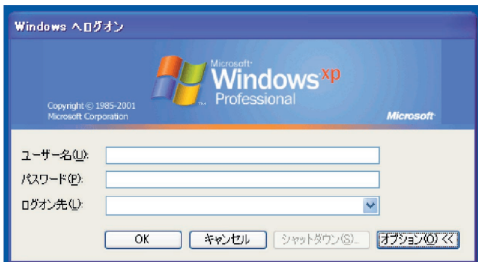 Windows へログオン
Microsoft
Windows xp
Professional
Copyright © 1985-2001
Microsoft Corporation
Microsoft
ユーザー名(U):
パスワード(P):
ログオン先(L):
OK キャンセル シャットダウン(S)... オプション(O) <<